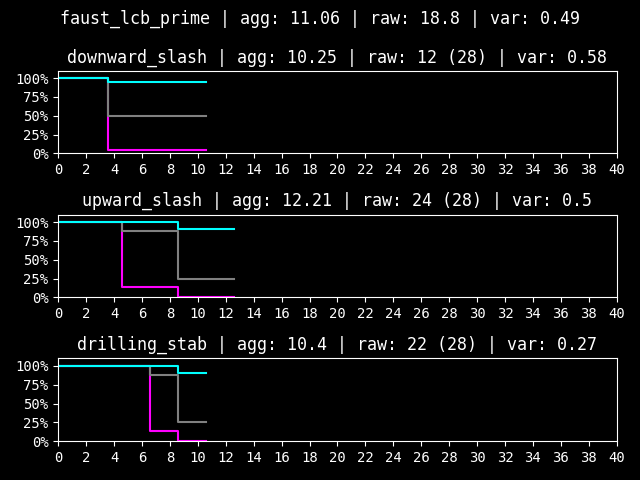 faust_lcb_prime | agg: 11.06 | raw: 18.8 | var: 0.49
downward_slash | agg: 10.25 | raw: 12 (28) | var: 0.58
100%
75%
50%
25%
0%
0 2 4 6 8 10 12 14 16 18 20 22 24 26 28 30 32 34 36 38 40
upward_slash | agg: 12.21 | raw: 24 (28) | var: 0.5
100%
75%
50%
25%
0%
0 2 4 6 8 10 12 14 16 18 20 22 24 26 28 30 32 34 36 38 40
drilling_stab | agg: 10.4 | raw: 22 (28) | var: 0.27
100%
75%
50%
25%
0%
0 2 4 6 8 10 12 14 16 18 20 22 24 26 28 30 32 34 36 38 40